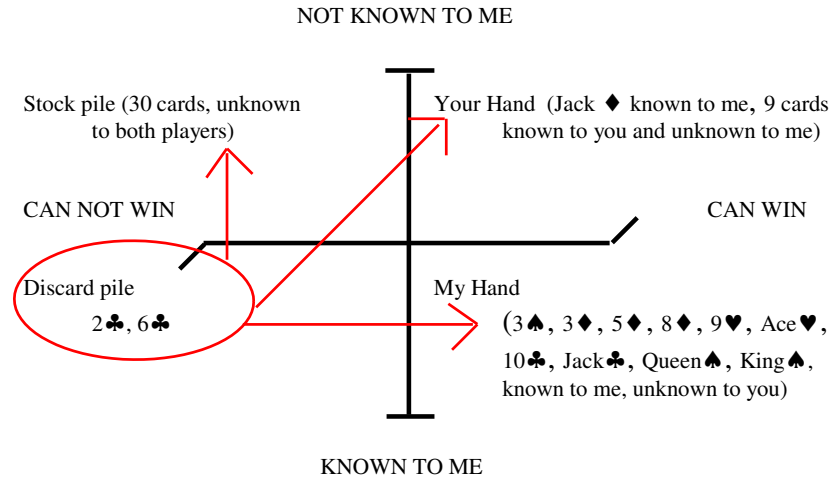 NOT KNOWN TO ME
Stock pile (30 cards, unknown
to both players)
Your Hand (Jack ♦ known to me, 9 cards
known to you and unknown to me)
CAN NOT WIN
CAN WIN
Discard pile
2♣, 6♣
My Hand
(3♠, 3♦, 5♦, 8♦, 9♥, Ace♥,
10♣, Jack♣, Queen♠, King♠,
known to me, unknown to you)
KNOWN TO ME